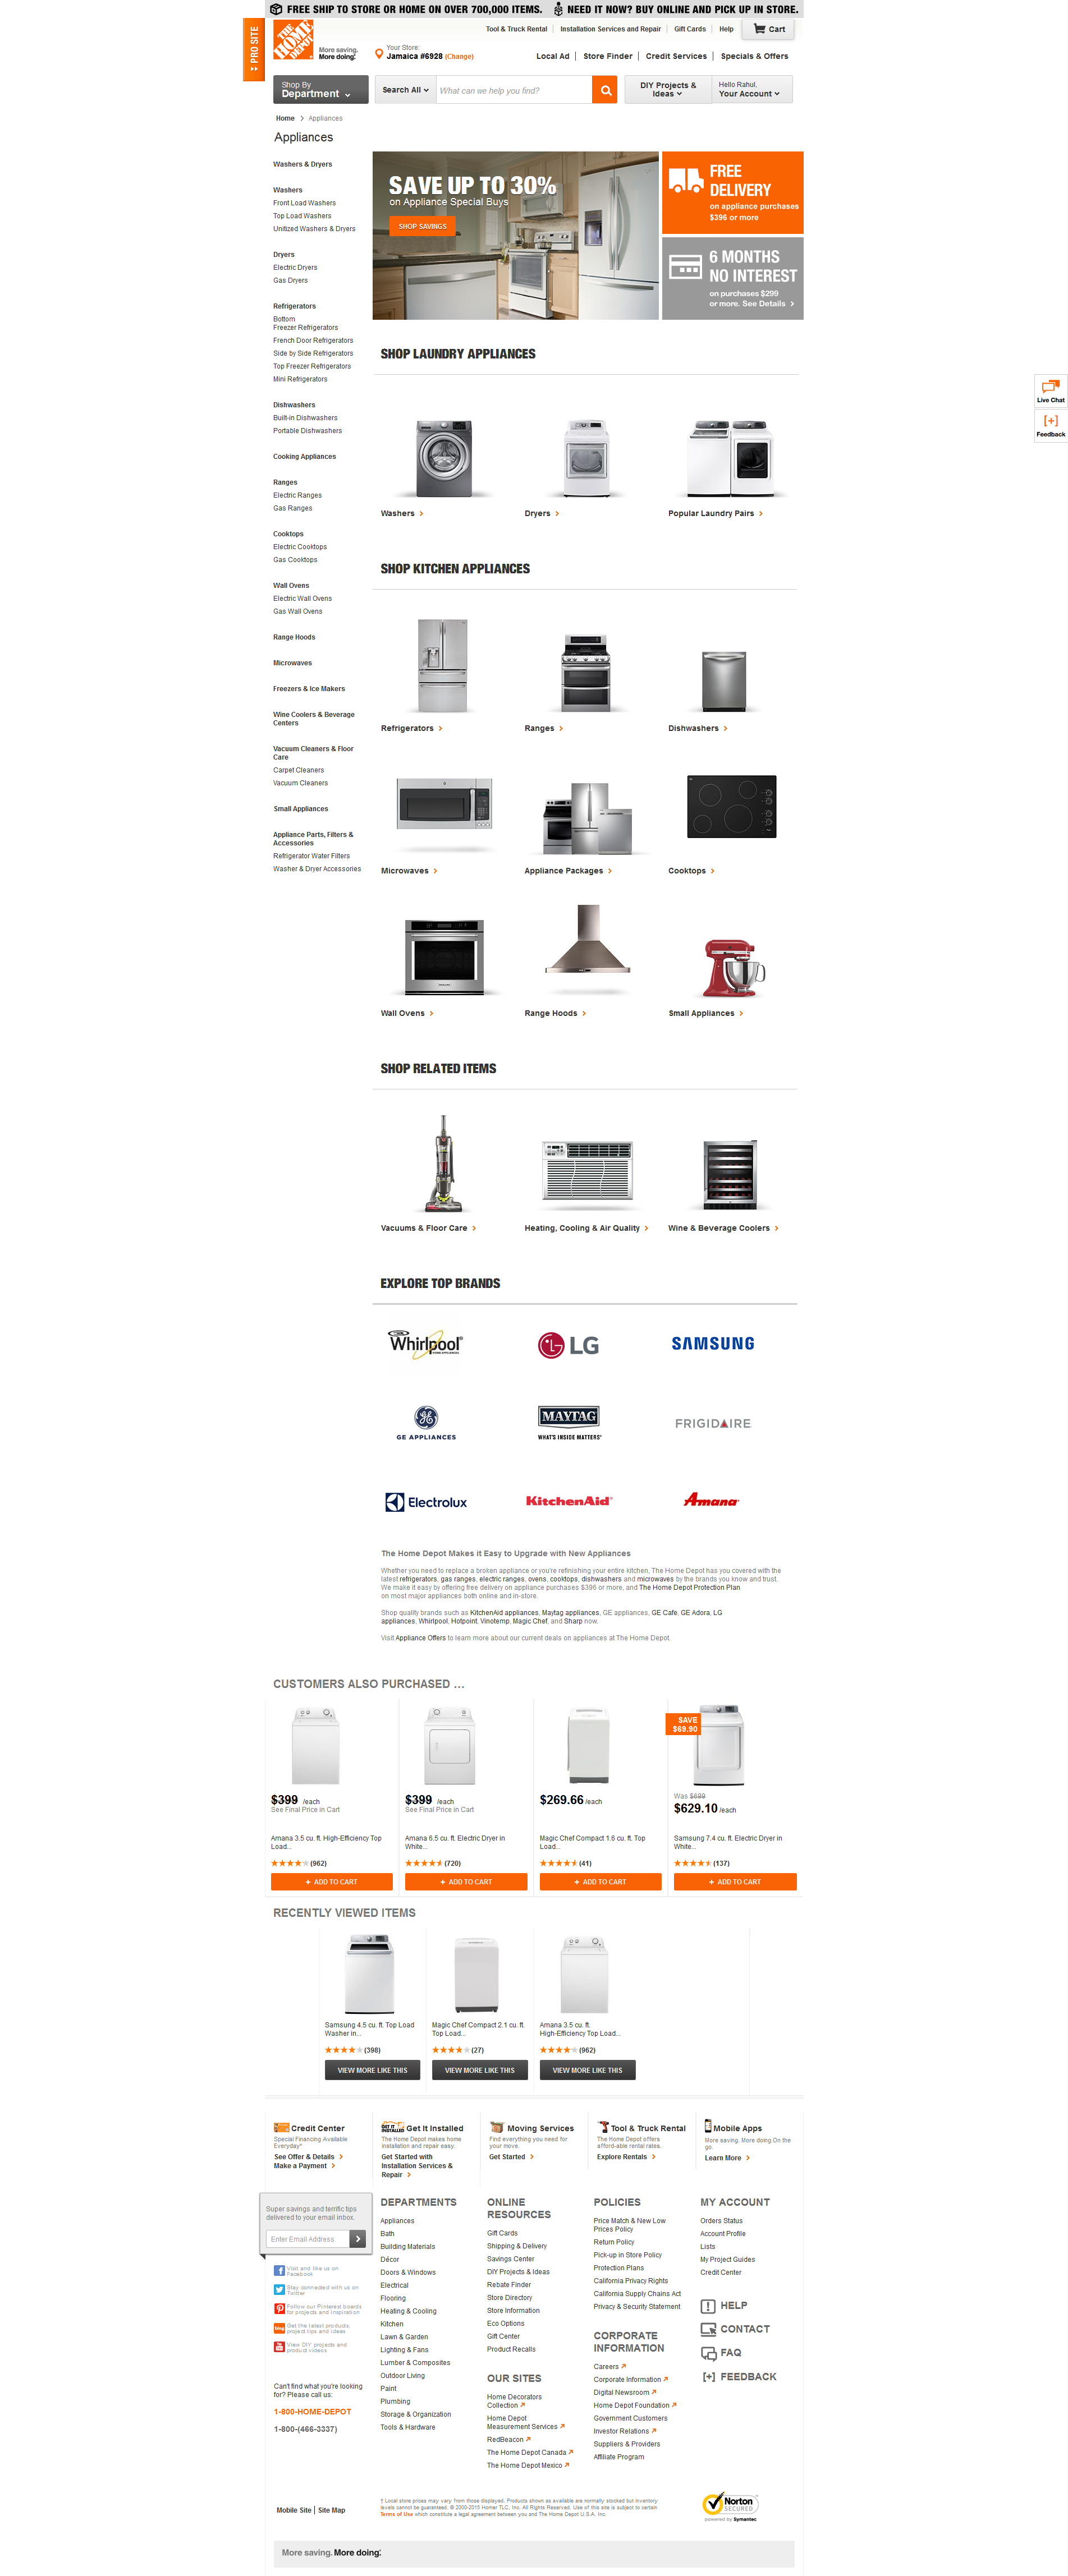 FREE SHIP TO STORE OR HOME ON OVER 700,000 ITEMS. NEED IT NOW? BUY ONLINE AND PICK UP IN STORE.
PRO SITE
THE HOME DEPOT
More saving.
More doing.
Tool & Truck Rental Installation Services and Repair Gift Cards Help Cart
Your Store:
Jamaica #6928 (Change)
Local Ad Store Finder Credit Services Specials & Offers
Shop By
Department
Search All What can we help you find?
DIY Projects &
Ideas
Hello Rahul,
Your Account
Home Appliances
Appliances
Washers & Dryers
Washers
Front Load Washers
Top Load Washers
Unitized Washers & Dryers
Dryers
Electric Dryers
Gas Dryers
Refrigerators
Bottom
Freezer Refrigerators
French Door Refrigerators
Side by Side Refrigerators
Top Freezer Refrigerators
Mini Refrigerators
Dishwashers
Built-in Dishwashers
Portable Dishwashers
Cooking Appliances
Ranges
Electric Ranges
Gas Ranges
Cooktops
Electric Cooktops
Gas Cooktops
Wall Ovens
Electric Wall Ovens
Gas Wall Ovens
Range Hoods
Microwaves
Freezers & Ice Makers
Wine Coolers & Beverage
Centers
Vacuum Cleaners & Floor
Care
Carpet Cleaners
Vacuum Cleaners
Small Appliances
Appliance Parts, Filters &
Accessories
Refrigerator Water Filters
Washer & Dryer Accessories
SAVE UP TO 30%
on Appliance Special Buys
SHOP SAVINGS
FREE
DELIVERY
on appliance purchases
$396 or more
6 MONTHS
NO INTEREST
on purchases $299
or more. See Details
Live Chat
[+]
Feedback
SHOP LAUNDRY APPLIANCES
Washers Dryers Popular Laundry Pairs
SHOP KITCHEN APPLIANCES
Refrigerators Ranges Dishwashers
Microwaves Appliance Packages Cooktops
Wall Ovens Range Hoods Small Appliances
SHOP RELATED ITEMS
Vacuums & Floor Care Heating, Cooling & Air Quality Wine & Beverage Coolers
EXPLORE TOP BRANDS
Whirlpool
HOME APPLIANCES
LG
SAMSUNG
GE APPLIANCES
MAYTAG
WHAT'S INSIDE MATTERS
FRIGIDAIRE
Electrolux
KitchenAid
Amana
The Home Depot Makes it Easy to Upgrade with New Appliances
Whether you need to replace a broken appliance or you're refinishing your entire kitchen, The Home Depot has you covered with the
latest refrigerators, gas ranges, electric ranges, ovens, cooktops, dishwashers and microwaves by the brands you know and trust.
We make it easy by offering free delivery on appliance purchases $396 or more, and The Home Depot Protection Plan
on most major appliances both online and in-store.
Shop quality brands such as KitchenAid appliances, Maytag appliances, GE appliances, GE Cafe, GE Adora, LG
appliances, Whirlpool, Hotpoint, Vinotemp, Magic Chef, and Sharp now.
Visit Appliance Offers to learn more about our current deals on appliances at The Home Depot.
CUSTOMERS ALSO PURCHASED ...
$399 /each
See Final Price in Cart
Amana 3.5 cu. ft. High-Efficiency Top
Load...
(962)
+ ADD TO CART
$399 /each
See Final Price in Cart
Amana 6.5 cu. ft. Electric Dryer in
White...
(720)
+ ADD TO CART
$269.66 /each
Magic Chef Compact 1.6 cu. ft. Top
Load...
(41)
+ ADD TO CART
SAVE
$69.90
Was $699
$629.10 /each
Samsung 7.4 cu. ft. Electric Dryer in
White...
(137)
+ ADD TO CART
RECENTLY VIEWED ITEMS
Samsung 4.5 cu. ft. Top Load
Washer in...
(398)
VIEW MORE LIKE THIS
Magic Chef Compact 2.1 cu. ft.
Top Load...
(27)
VIEW MORE LIKE THIS
Amana 3.5 cu. ft.
High-Efficiency Top Load...
(962)
VIEW MORE LIKE THIS
Credit Center
Special Financing Available
Everyday*
See Offer & Details
Make a Payment
GET IT INSTALLED
Get It Installed
The Home Depot makes home
installation and repair easy.
Get Started with
Installation Services &
Repair
Moving Services
Find everything you need for
your move.
Get Started
Tool & Truck Rental
The Home Depot offers
afford-able rental rates.
Explore Rentals
Mobile Apps
More saving. More doing.On the
go.
Learn More
Super savings and terrific tips
delivered to your email inbox.
Enter Email Address
Visit and like us on
Facebook
Stay connected with us on
Twitter
Follow our Pinterest boards
for projects and inspiration
Get the latest products,
project tips and ideas
View DIY projects and
product videos
Can't find what you're looking
for? Please call us:
1-800-HOME-DEPOT
1-800-(466-3337)
DEPARTMENTS
Appliances
Bath
Building Materials
Décor
Doors & Windows
Electrical
Flooring
Heating & Cooling
Kitchen
Lawn & Garden
Lighting & Fans
Lumber & Composites
Outdoor Living
Paint
Plumbing
Storage & Organization
Tools & Hardware
ONLINE
RESOURCES
Gift Cards
Shipping & Delivery
Savings Center
DIY Projects & Ideas
Rebate Finder
Store Directory
Store Information
Eco Options
Gift Center
Product Recalls
OUR SITES
Home Decorators
Collection
Home Depot
Measurement Services
RedBeacon
The Home Depot Canada
The Home Depot Mexico
POLICIES
Price Match & New Low
Prices Policy
Return Policy
Pick-up in Store Policy
Protection Plans
California Privacy Rights
California Supply Chains Act
Privacy & Security Statement
CORPORATE
INFORMATION
Careers
Corporate Information
Digital Newsroom
Home Depot Foundation
Government Customers
Investor Relations
Suppliers & Providers
Affiliate Program
MY ACCOUNT
Orders Status
Account Profile
Lists
My Project Guides
Credit Center
HELP
CONTACT
FAQ
[+] FEEDBACK
Mobile Site | Site Map
† Local store prices may vary from those displayed. Products shown as available are normally stocked but inventory
levels cannot be guaranteed. © 2000-2015 Homer TLC, Inc. All Rights Reserved. Use of this site is subject to certain
Terms of Use which constitute a legal agreement between you and The Home Depot U.S.A. Inc.
Norton
SECURED
powered by Symantec
More saving. More doing.